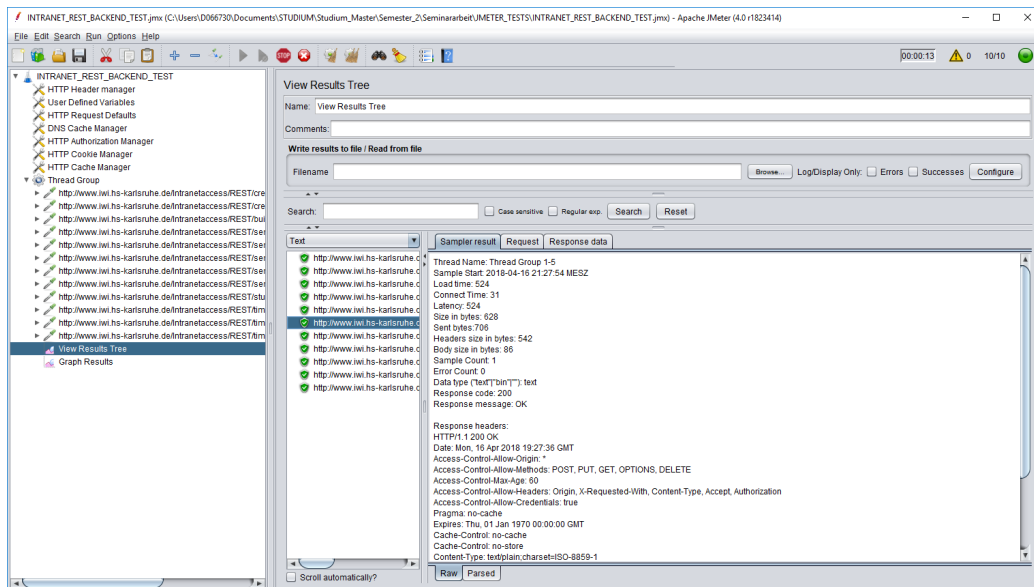 INTRANET_REST_BACKEND_TEST.jmx (C:\Users\D066730\Documents\STUDIUM\Studium_Master\Semester_2\Seminararbeit\JMETER_TESTS\INTRANET_REST_BACKEND_TEST.jmx) - Apache JMeter (4.0 r1823414)
File Edit Search Run Options Help
00:00:13 0 10/10
INTRANET_REST_BACKEND_TEST
HTTP Header manager
User Defined Variables
HTTP Request Defaults
DNS Cache Manager
HTTP Authorization Manager
HTTP Cookie Manager
HTTP Cache Manager
Thread Group
http://www.iwi.hs-karlsruhe.de/Intranetaccess/REST/cre
http://www.iwi.hs-karlsruhe.de/Intranetaccess/REST/cre
http://www.iwi.hs-karlsruhe.de/Intranetaccess/REST/bui
http://www.iwi.hs-karlsruhe.de/Intranetaccess/REST/ser
http://www.iwi.hs-karlsruhe.de/Intranetaccess/REST/ser
http://www.iwi.hs-karlsruhe.de/Intranetaccess/REST/ser
http://www.iwi.hs-karlsruhe.de/Intranetaccess/REST/ser
http://www.iwi.hs-karlsruhe.de/Intranetaccess/REST/ser
http://www.iwi.hs-karlsruhe.de/Intranetaccess/REST/stu
http://www.iwi.hs-karlsruhe.de/Intranetaccess/REST/tim
http://www.iwi.hs-karlsruhe.de/Intranetaccess/REST/tim
http://www.iwi.hs-karlsruhe.de/Intranetaccess/REST/tim
View Results Tree
Graph Results
View Results Tree
Name: View Results Tree
Comments:
Write results to file / Read from file
Filename Browse... Log/Display Only: Errors Successes Configure
Search: Case sensitive Regular exp. Search Reset
Text
http://www.iwi.hs-karlsruhe.d
http://www.iwi.hs-karlsruhe.d
http://www.iwi.hs-karlsruhe.d
http://www.iwi.hs-karlsruhe.d
http://www.iwi.hs-karlsruhe.d
http://www.iwi.hs-karlsruhe.d
http://www.iwi.hs-karlsruhe.d
http://www.iwi.hs-karlsruhe.d
http://www.iwi.hs-karlsruhe.d
http://www.iwi.hs-karlsruhe.d
http://www.iwi.hs-karlsruhe.d
Scroll automatically?
Sampler result Request Response data
Thread Name: Thread Group 1-5
Sample Start: 2018-04-16 21:27:54 MESZ
Load time: 524
Connect Time: 31
Latency: 524
Size in bytes: 628
Sent bytes:706
Headers size in bytes: 542
Body size in bytes: 86
Sample Count: 1
Error Count: 0
Data type ("text"|"bin"|""): text
Response code: 200
Response message: OK
Response headers:
HTTP/1.1 200 OK
Date: Mon, 16 Apr 2018 19:27:36 GMT
Access-Control-Allow-Origin: *
Access-Control-Allow-Methods: POST, PUT, GET, OPTIONS, DELETE
Access-Control-Max-Age: 60
Access-Control-Allow-Headers: Origin, X-Requested-With, Content-Type, Accept, Authorization
Access-Control-Allow-Credentials: true
Pragma: no-cache
Expires: Thu, 01 Jan 1970 00:00:00 GMT
Cache-Control: no-cache
Cache-Control: no-store
Content-Type: text/plain;charset=ISO-8859-1
Raw Parsed